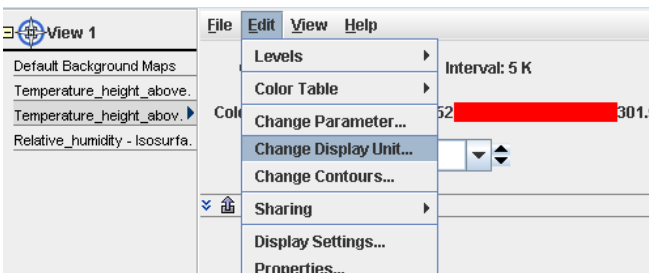 View 1
Default Background Maps
Temperature_height_above.
Temperature_height_abov.
Relative_humidity - Isosurfa.
File Edit View Help
Levels
Color Table
Change Parameter...
Change Display Unit...
Change Contours...
Sharing
Display Settings...
Properties...
Interval: 5 K
Colo
52
301.